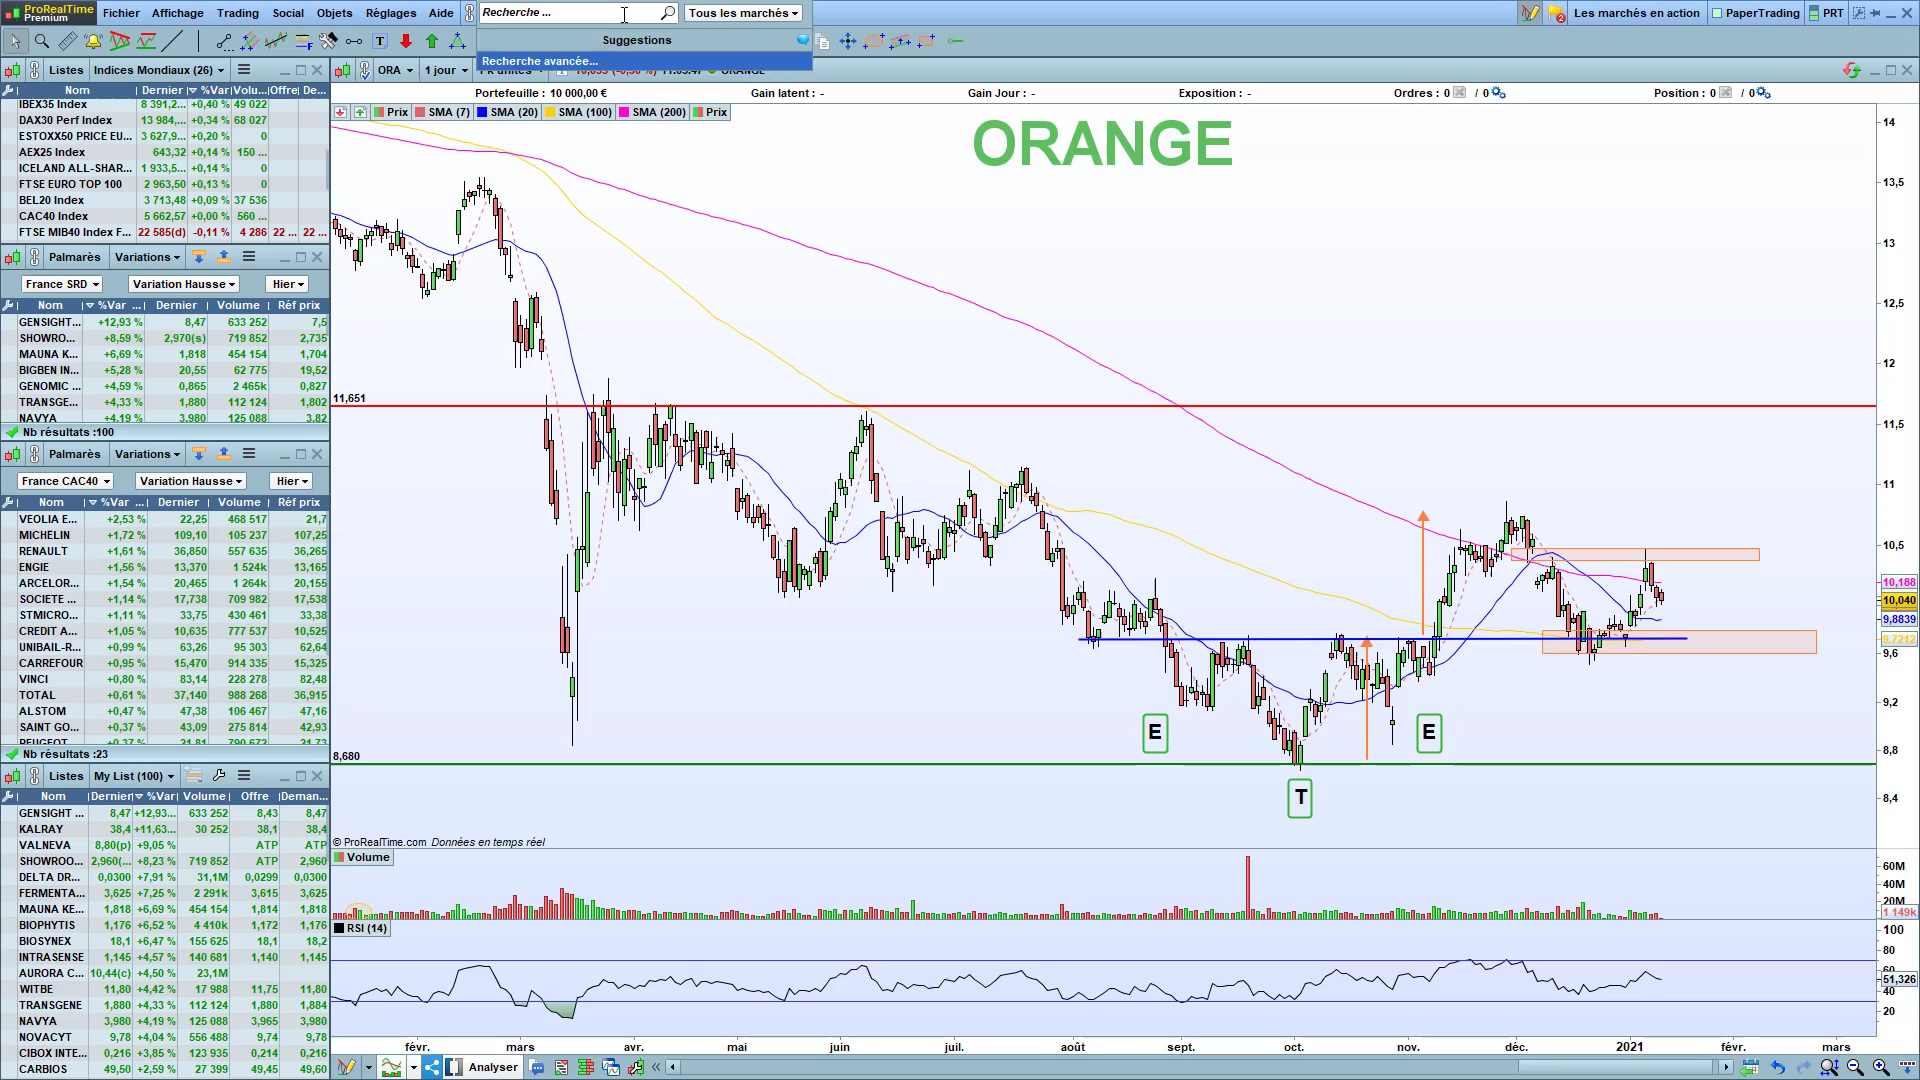 ProRealTime Premium Fichier Affichage Trading Social Objets Réglages Aide Recherche ... Tous les marchés Les marchés en action PaperTrading PRT
Suggestions
Recherche avancée...
Listes Indices Mondiaux (26)
Nom Dernier %Var Volu... Offre De...
IBEX35 Index 8 391,2... +0,40 % 49 022
DAX30 Perf Index 13 984,... +0,34 % 68 027
ESTOXX50 PRICE EU... 3 627,9... +0,20 % 0
AEX25 Index 643,32 +0,14 % 150 ...
ICELAND ALL-SHAR... 1 933,5... +0,14 % 0
FTSE EURO TOP 100 2 963,50 +0,13 % 0
BEL20 Index 3 713,48 +0,09 % 37 536
CAC40 Index 5 662,57 +0,00 % 560 ...
FTSE MIB40 Index F... 22 585(d) -0,11 % 4 286 22 ... 22 ...
Palmarès Variations
France SRD Variation Hausse Hier
Nom %Var ... Dernier Volume Réf prix
GENSIGHT... +12,93 % 8,47 633 252 7,5
SHOWRO... +8,59 % 2,970(s) 719 852 2,735
MAUNA K... +6,69 % 1,818 454 154 1,704
BIGBEN IN... +5,28 % 20,55 62 775 19,52
GENOMIC ... +4,59 % 0,865 2 465k 0,827
TRANSGE... +4,33 % 1,880 112 124 1,802
NAVYA +4,19 % 3,980 125 088 3,82
Nb résultats :100
Palmarès Variations
France CAC40 Variation Hausse Hier
Nom %Var ... Dernier Volume Réf prix
VEOLIA E... +2,53 % 22,25 468 517 21,7
MICHELIN +1,72 % 109,10 105 237 107,25
RENAULT +1,61 % 36,850 557 635 36,265
ENGIE +1,56 % 13,370 1 524k 13,165
ARCELOR... +1,54 % 20,465 1 264k 20,155
SOCIETE ... +1,14 % 17,738 709 982 17,538
STMICRO... +1,11 % 33,75 430 461 33,38
CREDIT A... +1,05 % 10,635 777 537 10,525
UNIBAIL-R... +0,99 % 63,26 95 303 62,64
CARREFOUR +0,95 % 15,470 914 335 15,325
VINCI +0,80 % 83,14 228 278 82,48
TOTAL +0,61 % 37,140 988 268 36,915
ALSTOM +0,47 % 47,38 106 467 47,16
SAINT GO... +0,37 % 43,09 275 814 42,93
PEUGEOT +0,37 % 21,81 790 672 21,73
Nb résultats :23
Listes My List (100)
Nom Dernier %Var Volume Offre Deman...
GENSIGHT ... 8,47 +12,93... 633 252 8,43 8,47
KALRAY 38,4 +11,63... 30 252 38,1 38,4
VALNEVA 8,80(p) +9,05 % ATP ATP
SHOWROO... 2,960(... +8,23 % 719 852 ATP 2,960
DELTA DR... 0,0300 +7,91 % 31,1M 0,0299 0,0300
FERMENTA... 3,625 +7,25 % 2 291k 3,615 3,625
MAUNA KE... 1,818 +6,69 % 454 154 1,814 1,818
BIOPHYTIS 1,176 +6,52 % 4 410k 1,172 1,176
BIOSYNEX 18,1 +6,47 % 155 625 18,1 18,2
INTRASENSE 1,145 +4,57 % 140 681 1,140 1,145
AURORA C... 10,44(c) +4,50 % 23,1M
WITBE 11,80 +4,42 % 17 988 11,75 11,80
TRANSGENE 1,880 +4,33 % 112 124 1,880 1,884
NAVYA 3,980 +4,19 % 125 088 3,965 3,980
NOVACYT 9,78 +4,04 % 556 488 9,74 9,78
CIBOX INTE... 0,216 +3,85 % 123 935 0,214 0,216
CARBIOS 49,50 +2,59 % 27 399 49,45 49,60
ORA 1 jour
Portefeuille : 10 000,00 € Gain latent : - Gain Jour : - Exposition : - Ordres : 0 / 0 Position : 0 / 0
Prix SMA (7) SMA (20) SMA (100) SMA (200) Prix
ORANGE
14
13,5
13
12,5
12
11,651
11,5
11
10,5
10,188
10,040
9,8839
9,7212
9,6
9,2
E E
8,680
8,8
T
8,4
© ProRealTime.com Données en temps réel
Volume
60M
40M
20M
1 149k
RSI (14)
100
80
60
51,326
40
20
févr. mars avr. mai juin juil. août sept. oct. nov. déc. 2021 févr. mars
Analyser